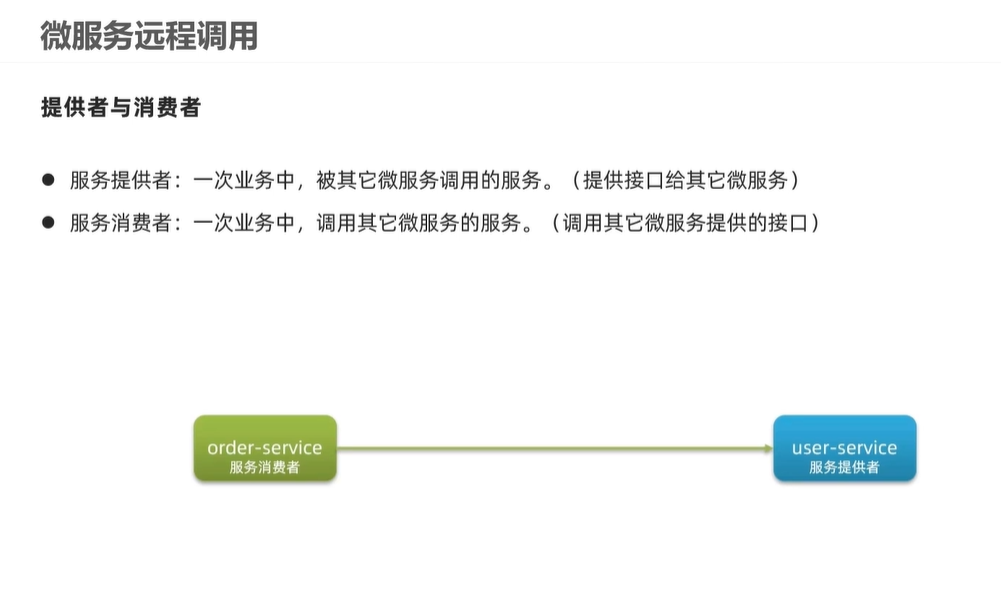 微服务远程调用
提供者与消费者
● 服务提供者：一次业务中，被其它微服务调用的服务。（提供接口给其它微服务）
● 服务消费者：一次业务中，调用其它微服务的服务。（调用其它微服务提供的接口）
order-service
服务消费者
user-service
服务提供者